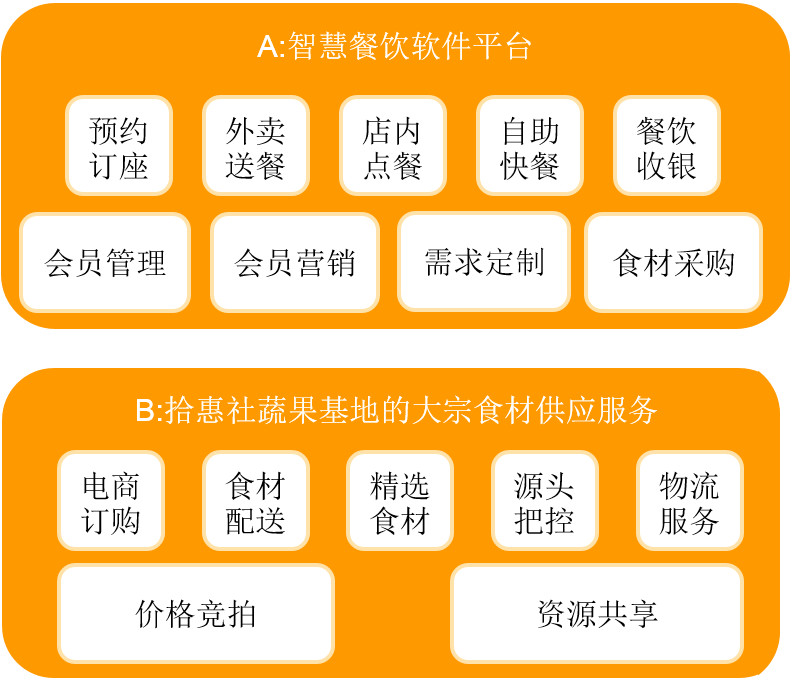 A:智慧餐饮软件平台
预约
订座
外卖
送餐
店内
点餐
自助
快餐
餐饮
收银
会员管理
会员营销
需求定制
食材采购
B:拾惠社蔬果基地的大宗食材供应服务
电商
订购
食材
配送
精选
食材
源头
把控
物流
服务
价格竞拍
资源共享